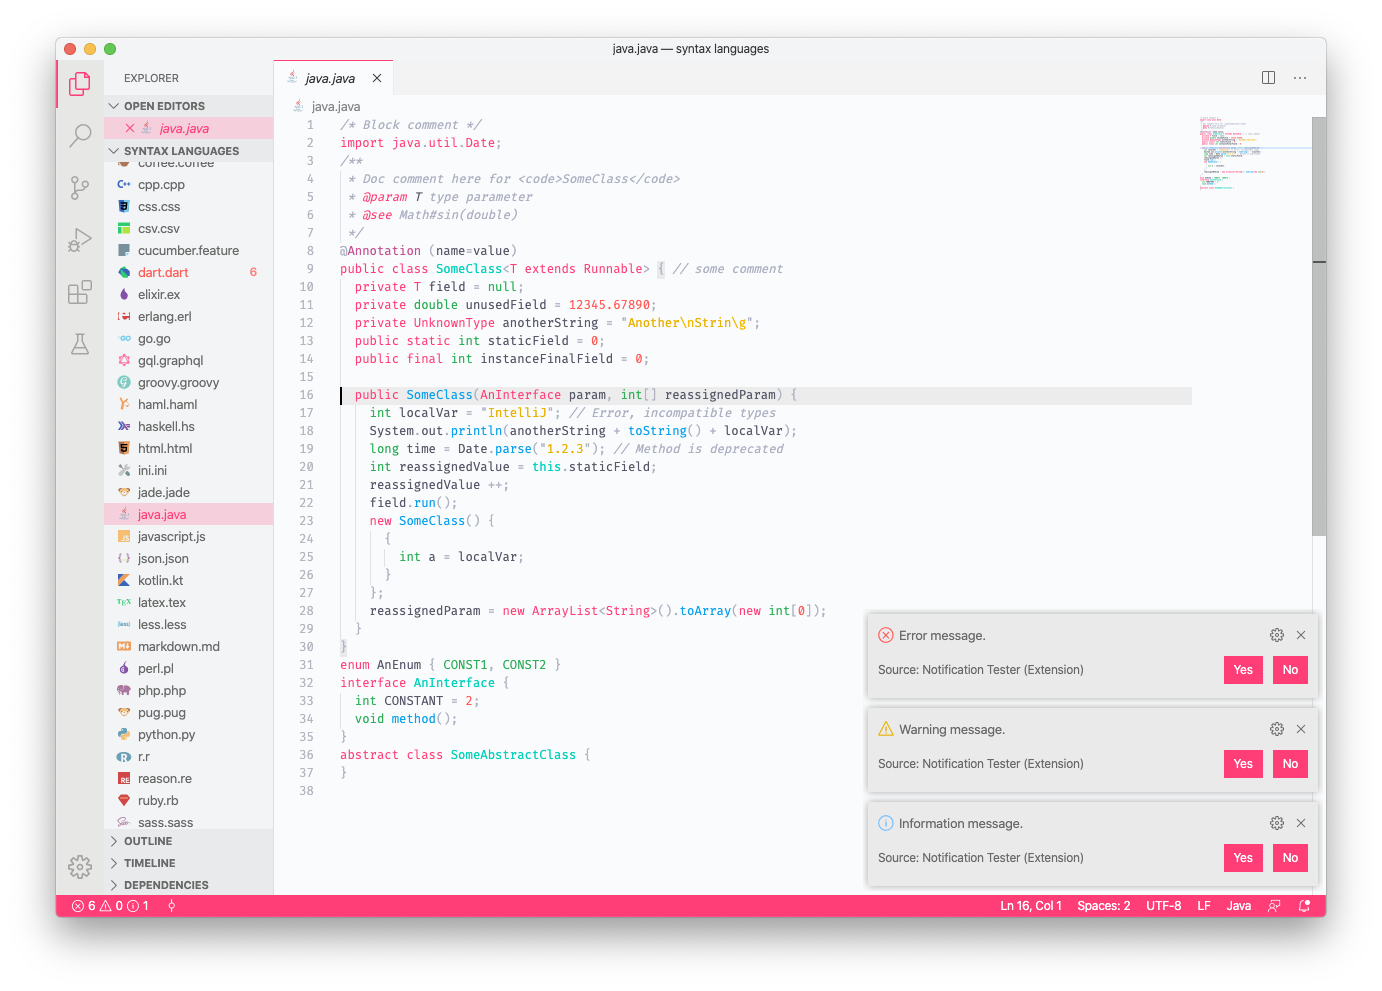 java.java — syntax languages
EXPLORER
OPEN EDITORS
java.java
SYNTAX LANGUAGES
coffee.coffee
cpp.cpp
css.css
csv.csv
cucumber.feature
dart.dart 6
elixir.ex
erlang.erl
go.go
gql.graphql
groovy.groovy
haml.haml
haskell.hs
html.html
ini.ini
jade.jade
java.java
javascript.js
json.json
kotlin.kt
latex.tex
less.less
markdown.md
perl.pl
php.php
pug.pug
python.py
r.r
reason.re
ruby.rb
sass.sass
OUTLINE
TIMELINE
DEPENDENCIES
java.java
java.java
1 /* Block comment */
2 import java.util.Date;
3 /**
4  * Doc comment here for <code>SomeClass</code>
5  * @param T type parameter
6  * @see Math#sin(double)
7  */
8 @Annotation (name=value)
9 public class SomeClass<T extends Runnable> { // some comment
10   private T field = null;
11   private double unusedField = 12345.67890;
12   private UnknownType anotherString = "Another\nStrin\g";
13   public static int staticField = 0;
14   public final int instanceFinalField = 0;
15
16   public SomeClass(AnInterface param, int[] reassignedParam) {
17     int localVar = "IntelliJ"; // Error, incompatible types
18     System.out.println(anotherString + toString() + localVar);
19     long time = Date.parse("1.2.3"); // Method is deprecated
20     int reassignedValue = this.staticField;
21     reassignedValue ++;
22     field.run();
23     new SomeClass() {
24       {
25         int a = localVar;
26       }
27     };
28     reassignedParam = new ArrayList<String>().toArray(new int[0]);
29   }
30 }
31 enum AnEnum { CONST1, CONST2 }
32 interface AnInterface {
33   int CONSTANT = 2;
34   void method();
35 }
36 abstract class SomeAbstractClass {
37 }
38
Error message.
Source: Notification Tester (Extension) Yes No
Warning message.
Source: Notification Tester (Extension) Yes No
Information message.
Source: Notification Tester (Extension) Yes No
6 0 1 Ln 16, Col 1 Spaces: 2 UTF-8 LF Java